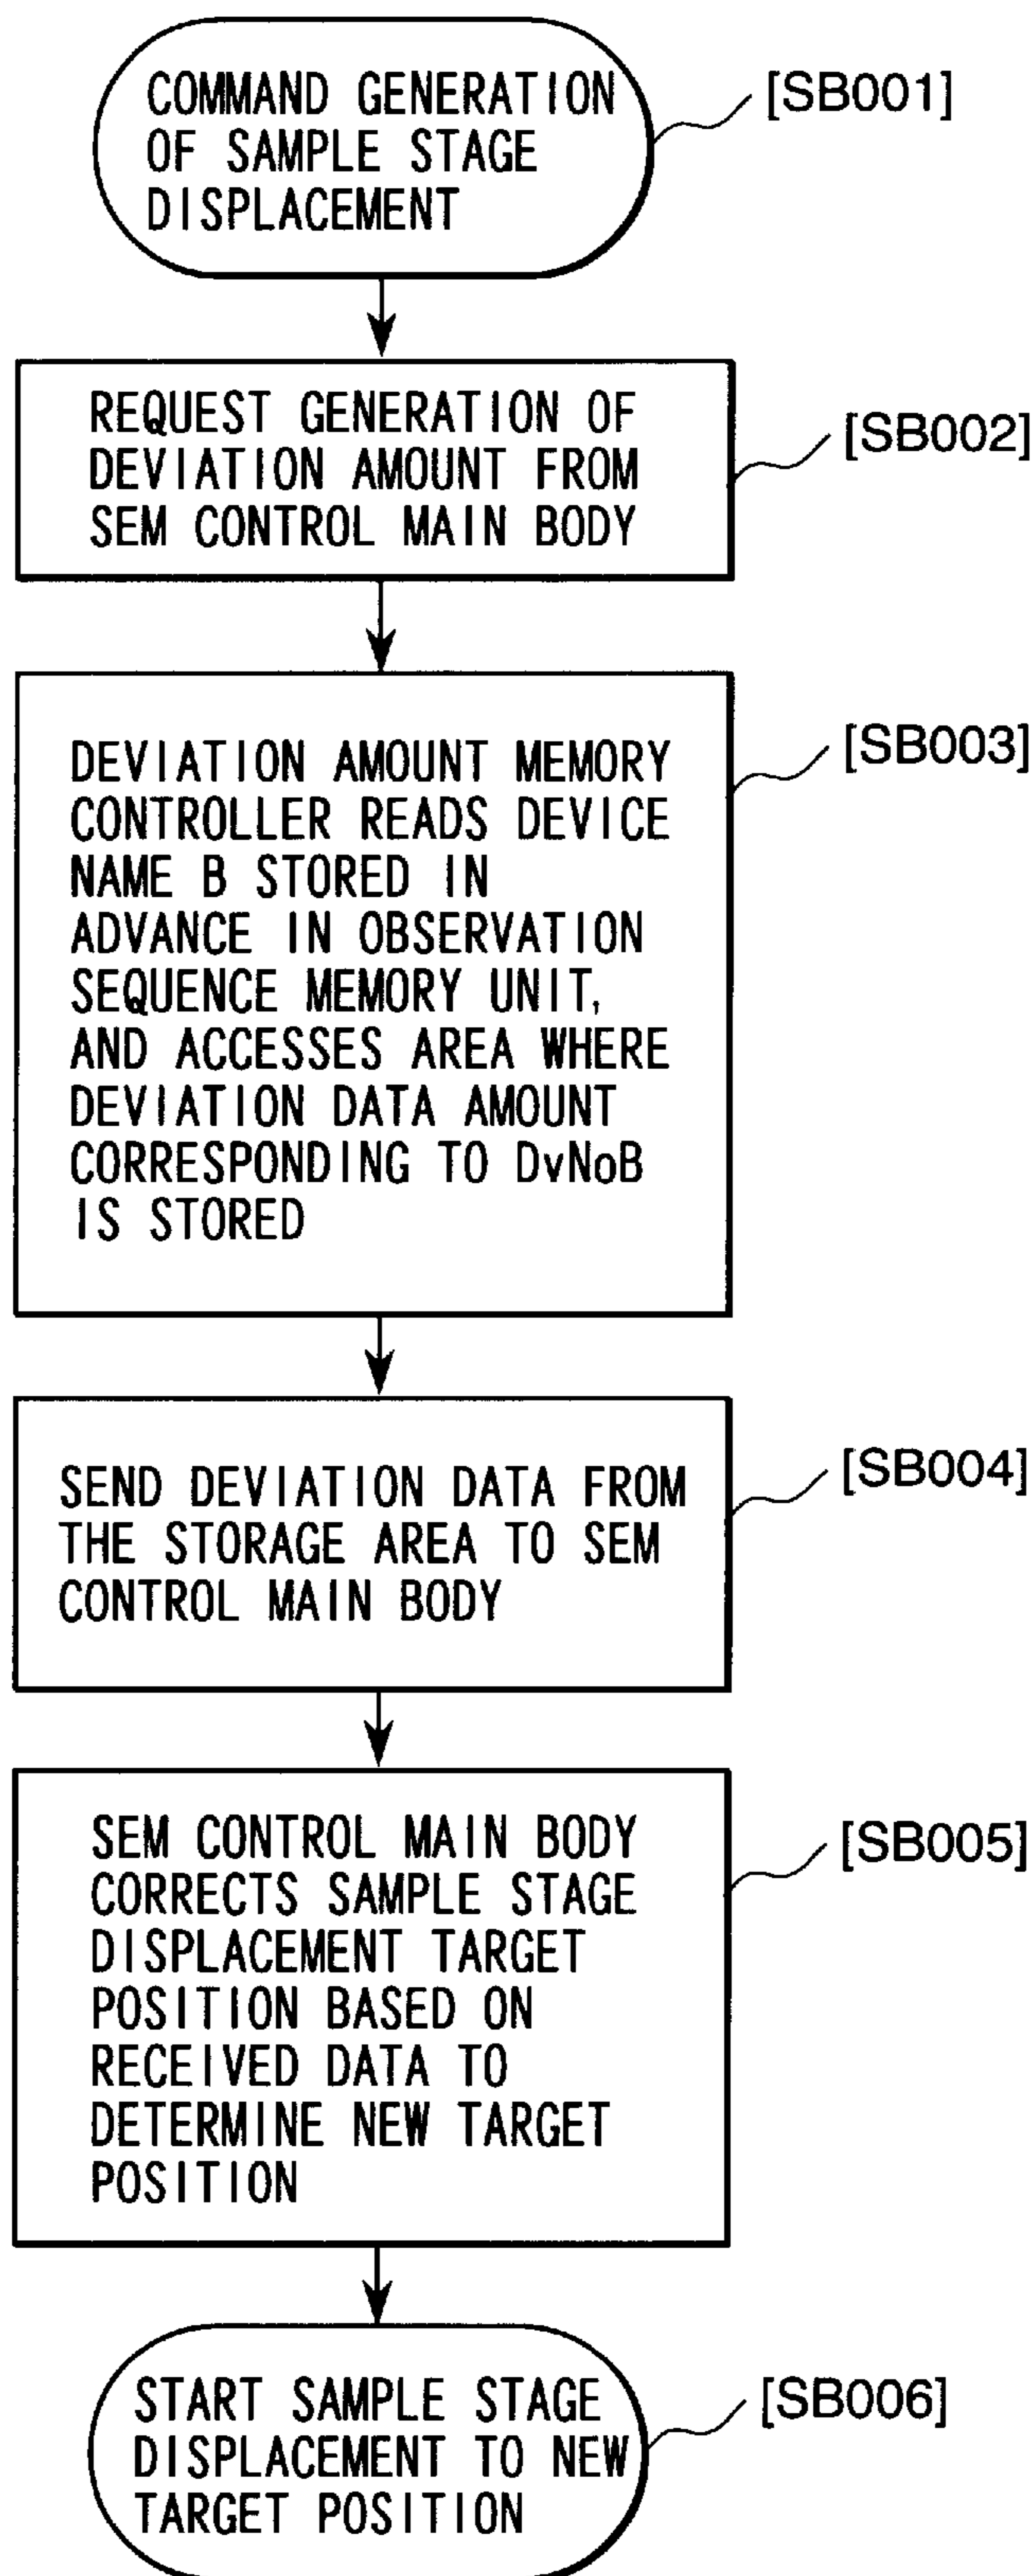 COMMAND GENERATION
OF SAMPLE STAGE
DISPLACEMENT
[SB001]
REQUEST GENERATION OF
DEVIATION AMOUNT FROM
SEM CONTROL MAIN BODY
[SB002]
DEVIATION AMOUNT MEMORY
CONTROLLER READS DEVICE
NAME B STORED IN
ADVANCE IN OBSERVATION
SEQUENCE MEMORY UNIT,
AND ACCESSES AREA WHERE
DEVIATION DATA AMOUNT
CORRESPONDING TO DvNoB
IS STORED
[SB003]
SEND DEVIATION DATA FROM
THE STORAGE AREA TO SEM
CONTROL MAIN BODY
[SB004]
SEM CONTROL MAIN BODY
CORRECTS SAMPLE STAGE
DISPLACEMENT TARGET
POSITION BASED ON
RECEIVED DATA TO
DETERMINE NEW TARGET
POSITION
[SB005]
START SAMPLE STAGE
DISPLACEMENT TO NEW
TARGET POSITION
[SB006]